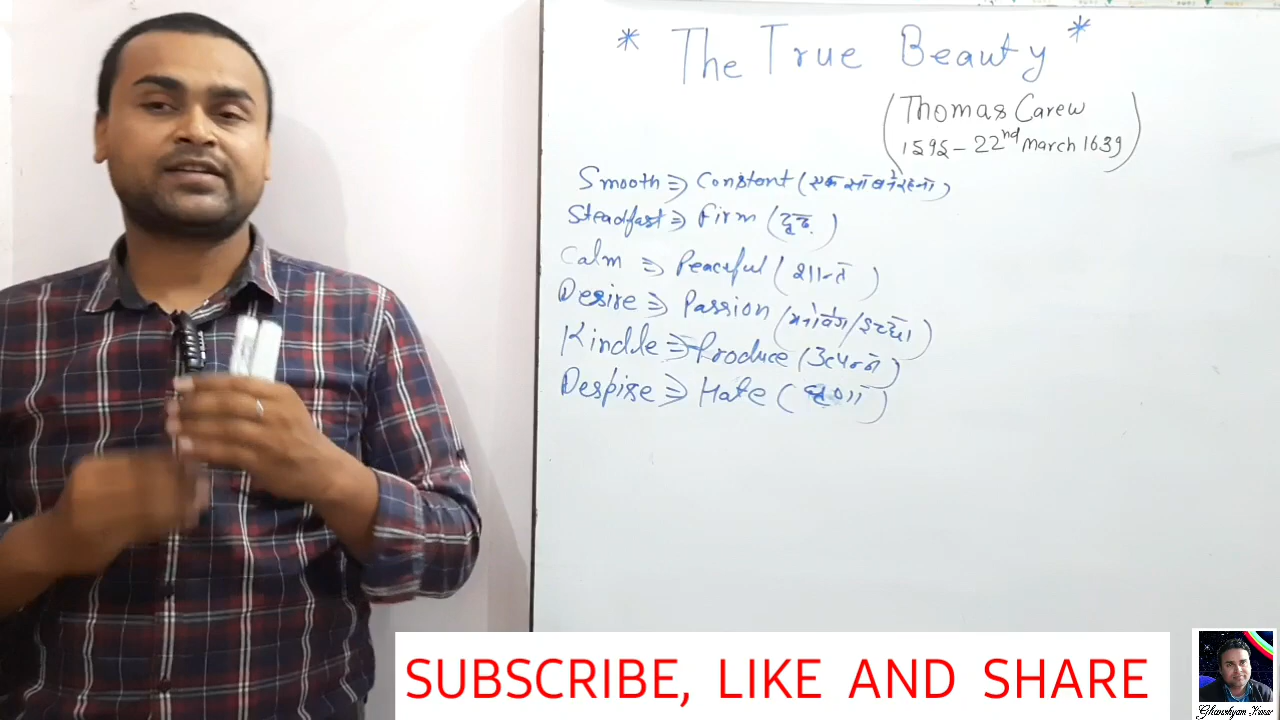 * The True Beauty *
(Thomas Carew
1595 – 22nd March 1639)
Smooth => Constant (एक सा बने रहना)
Steadfast => Firm (दृढ़)
Calm => Peaceful (शान्त)
Desire => Passion (मनोवेग/इच्छा)
Kindle => Produce (उत्पन्न)
Despise => Hate (घृणा)
SUBSCRIBE, LIKE AND SHARE